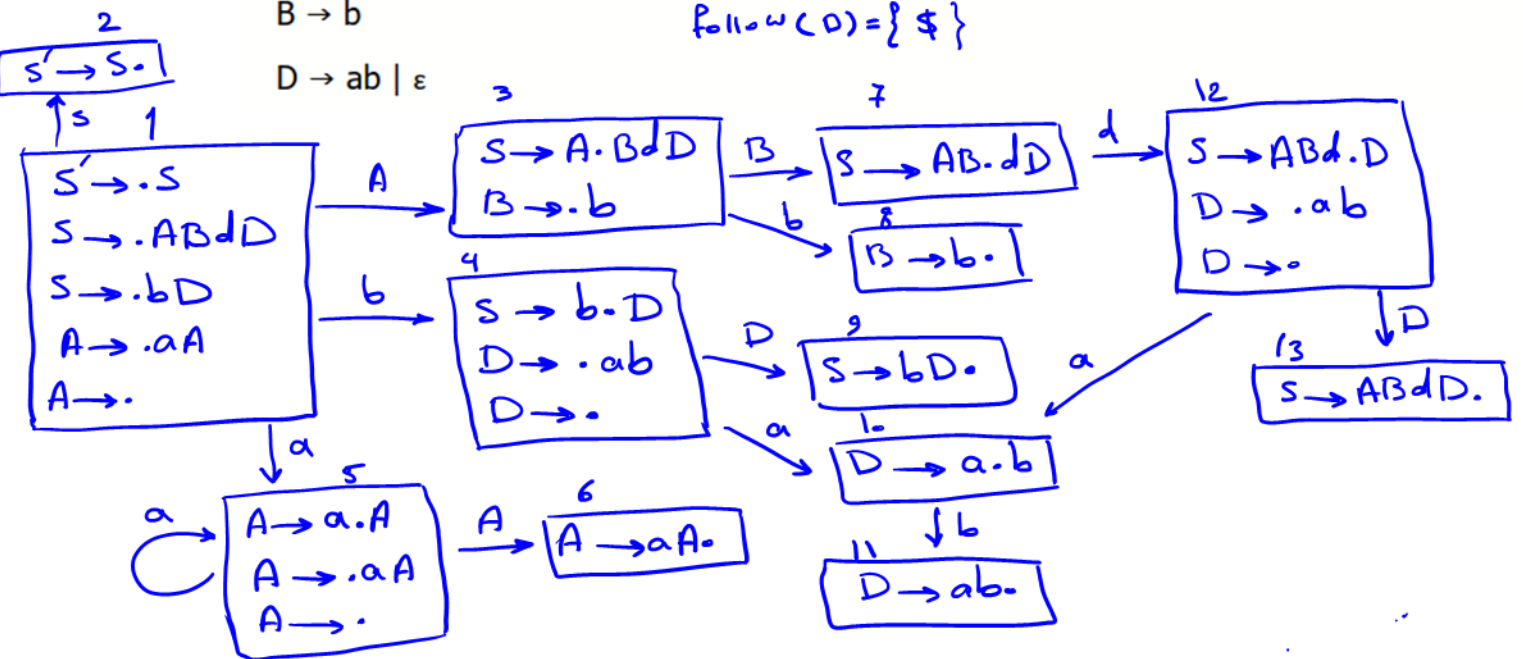 B → b
D → ab | ε
follow(D)={ $ }
2
S'→S.
S
1
S'→.S
S→.ABdD
S→.bD
A→.aA
A→.
A
3
S→A.BdD
B→.b
B
7
S→AB.dD
d
12
S→ABd.D
D→.ab
D→.
b
8
B→b.
b
4
S→b.D
D→.ab
D→.
D
9
S→bD.
a
D
13
S→ABdD.
a
10
D→a.b
a
5
A→a.A
A→.aA
A→.
a
A
6
A→aA.
b
11
D→ab.